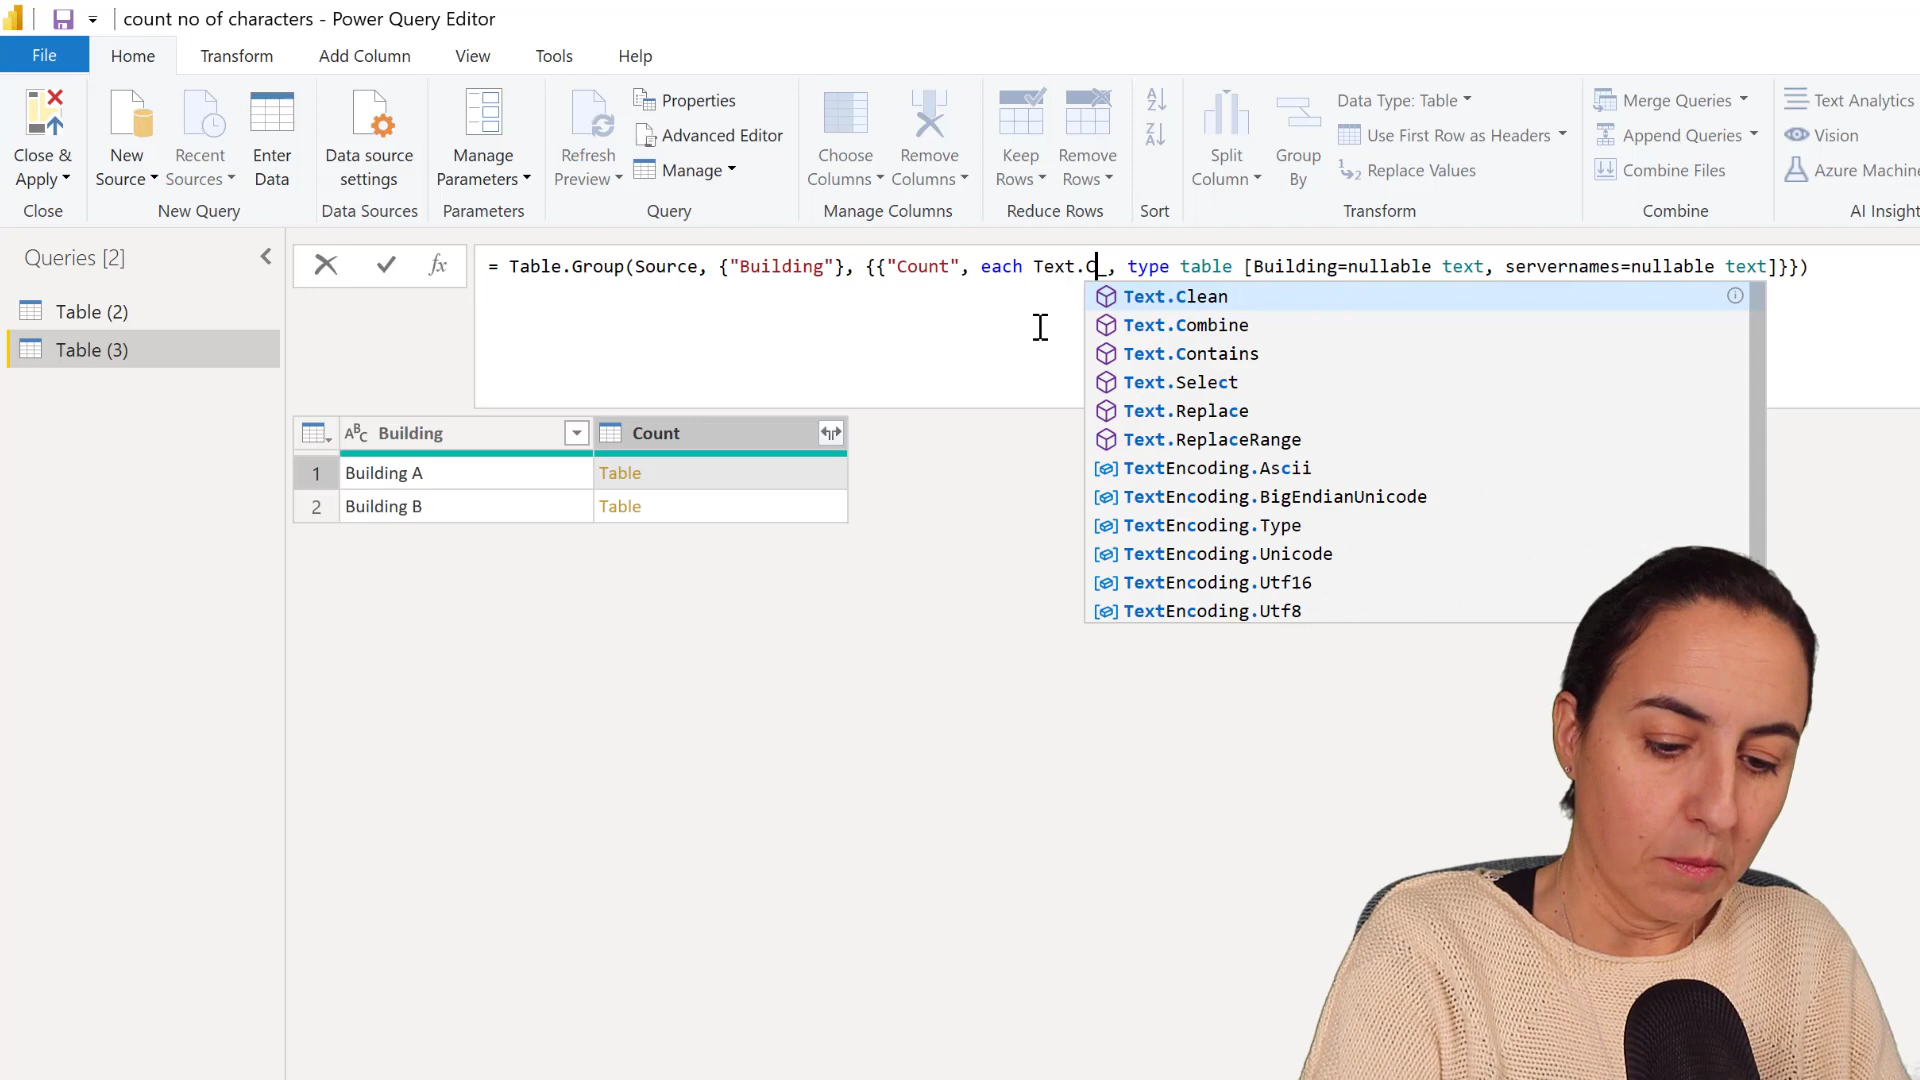 count no of characters - Power Query Editor
File Home Transform Add Column View Tools Help
Close & Apply
Close
New Source
Recent Sources
Enter Data
New Query
Data source settings
Data Sources
Manage Parameters
Parameters
Refresh Preview
Properties
Advanced Editor
Manage
Query
Choose Columns
Remove Columns
Manage Columns
Keep Rows
Remove Rows
Reduce Rows
Sort
Split Column
Group By
Data Type: Table
Use First Row as Headers
Replace Values
Transform
Merge Queries
Append Queries
Combine Files
Combine
Text Analytics
Vision
Azure Machine
AI Insight
Queries [2]
Table (2)
Table (3)
fx
= Table.Group(Source, {"Building"}, {{"Count", each Text.C_, type table [Building=nullable text, servernames=nullable text]}})
Text.Clean
Text.Combine
Text.Contains
Text.Select
Text.Replace
Text.ReplaceRange
TextEncoding.Ascii
TextEncoding.BigEndianUnicode
TextEncoding.Type
TextEncoding.Unicode
TextEncoding.Utf16
TextEncoding.Utf8
ABC Building Count
1 Building A Table
2 Building B Table